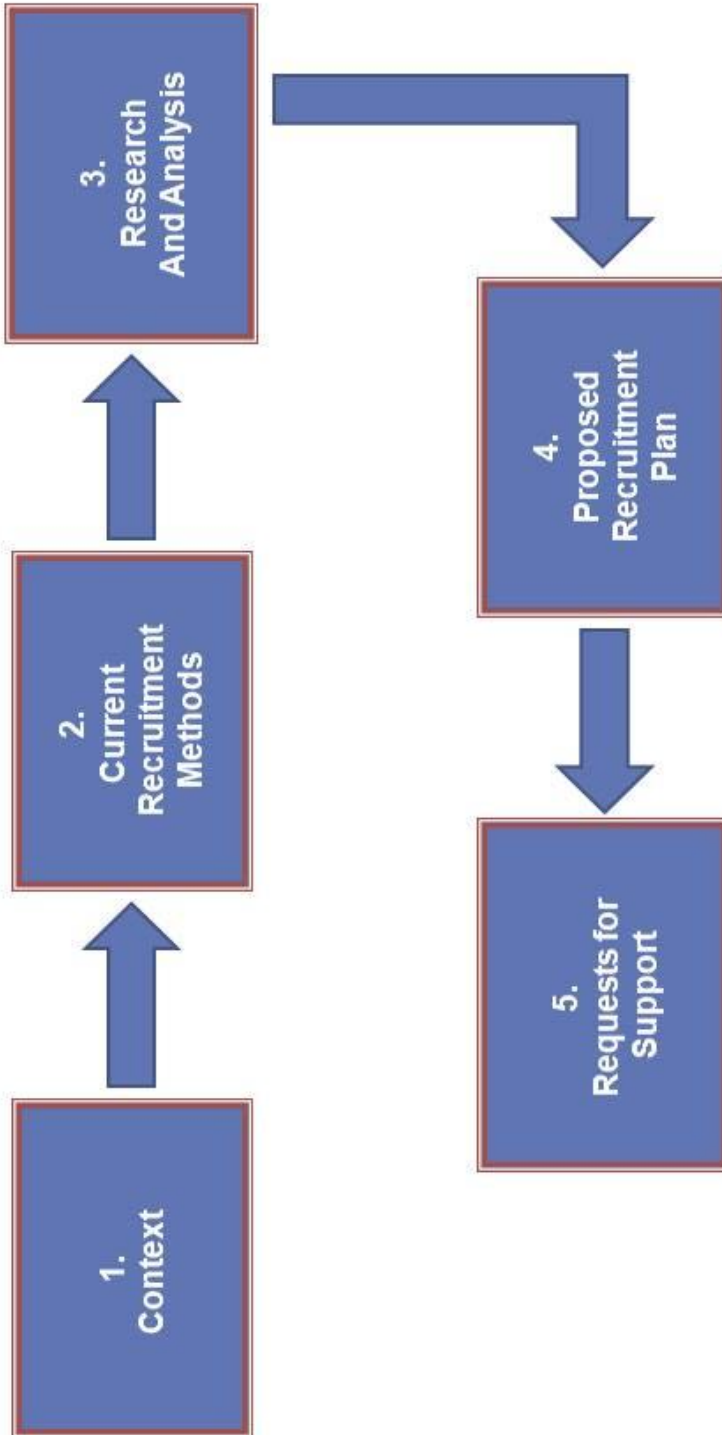 1.
Context
2.
Current
Recruitment
Methods
3.
Research
And Analysis
4.
Proposed
Recruitment
Plan
5.
Requests for
Support